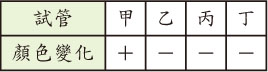 試管 甲 乙 丙 丁
顏色變化 + － － －